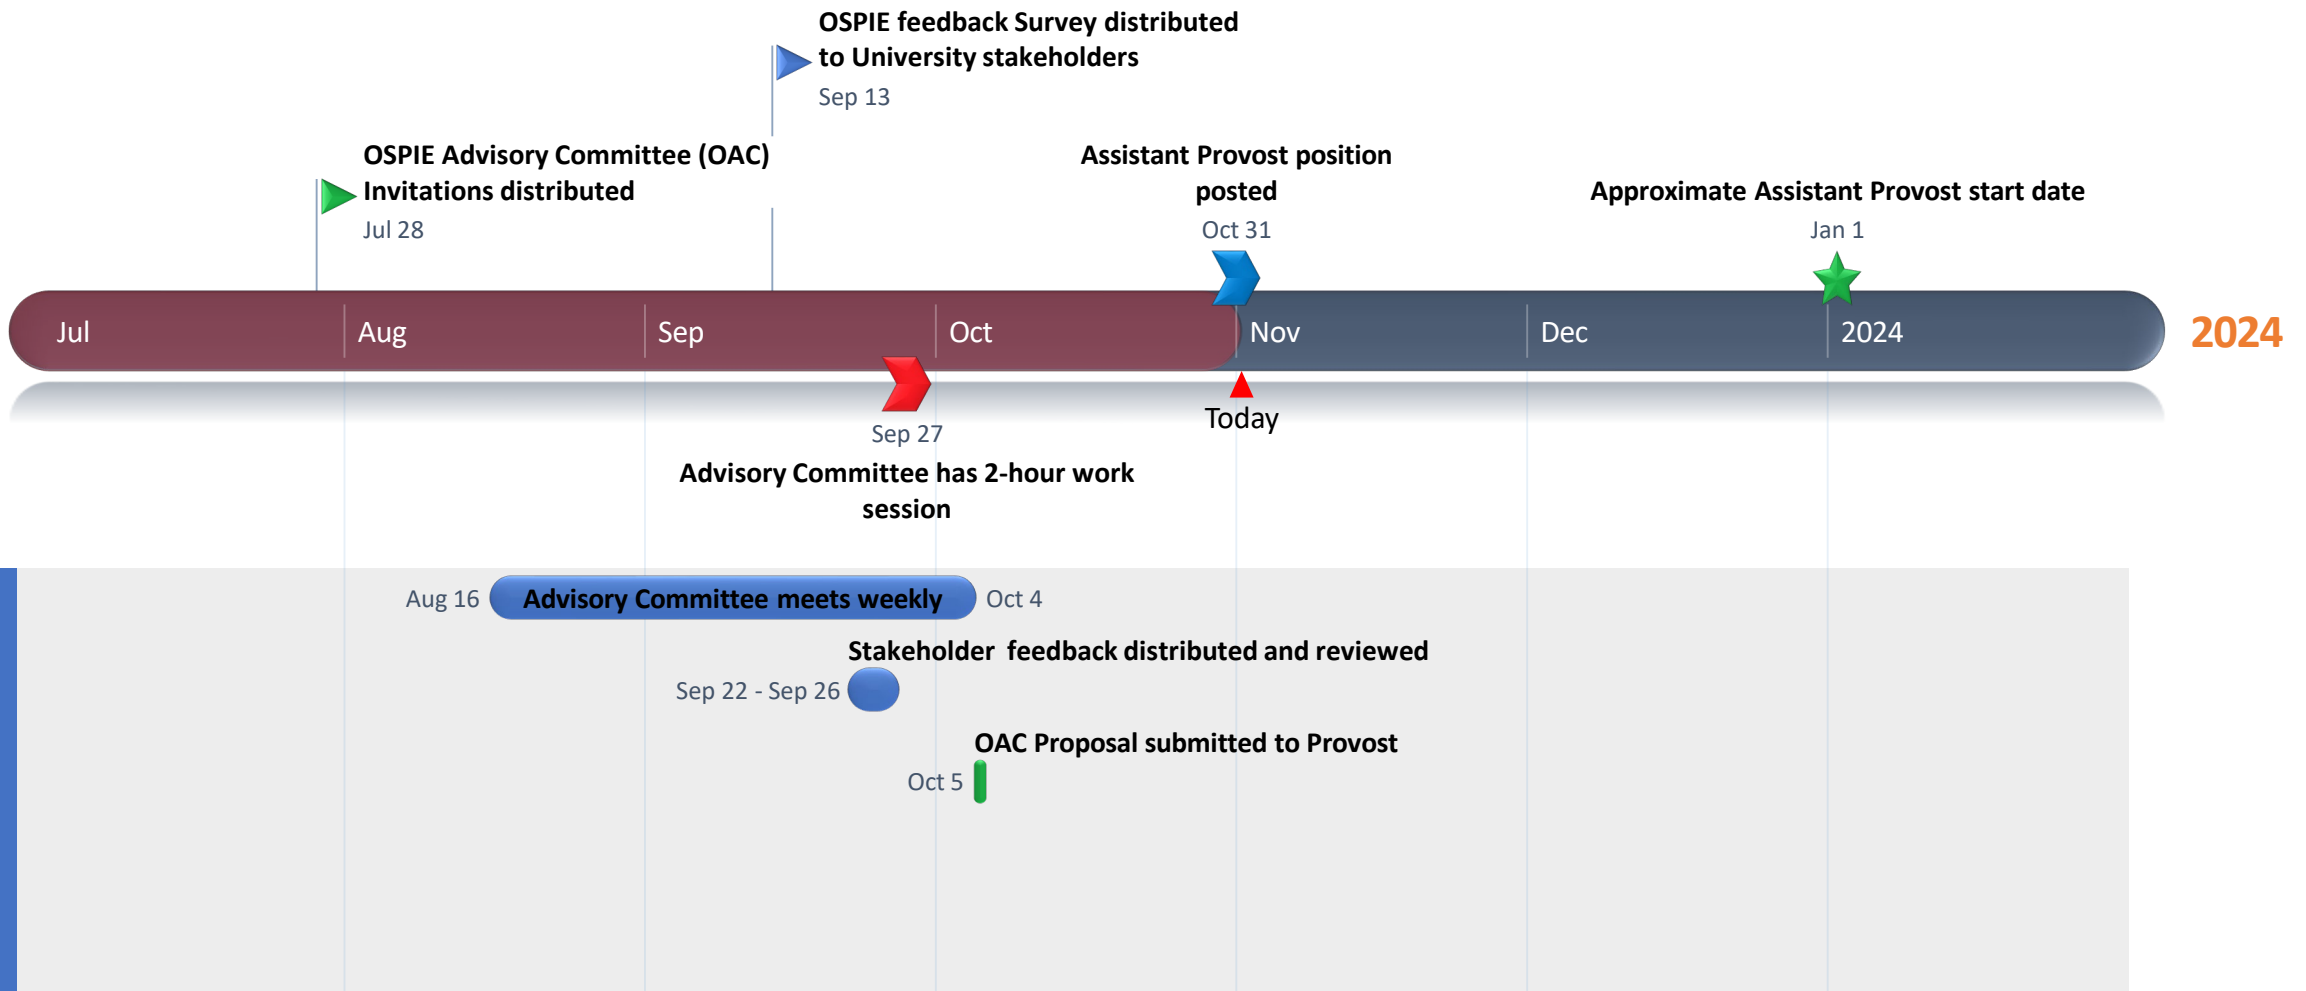 OSPIE feedback Survey distributed
to University stakeholders
Sep 13
OSPIE Advisory Committee (OAC)
Invitations distributed
Jul 28
Assistant Provost position
posted
Oct 31
Approximate Assistant Provost start date
Jan 1
Jul Aug Sep Oct Nov Dec 2024 2024
Today
Sep 27
Advisory Committee has 2-hour work
session
Aug 16 Advisory Committee meets weekly Oct 4
Stakeholder feedback distributed and reviewed
Sep 22 - Sep 26
OAC Proposal submitted to Provost
Oct 5